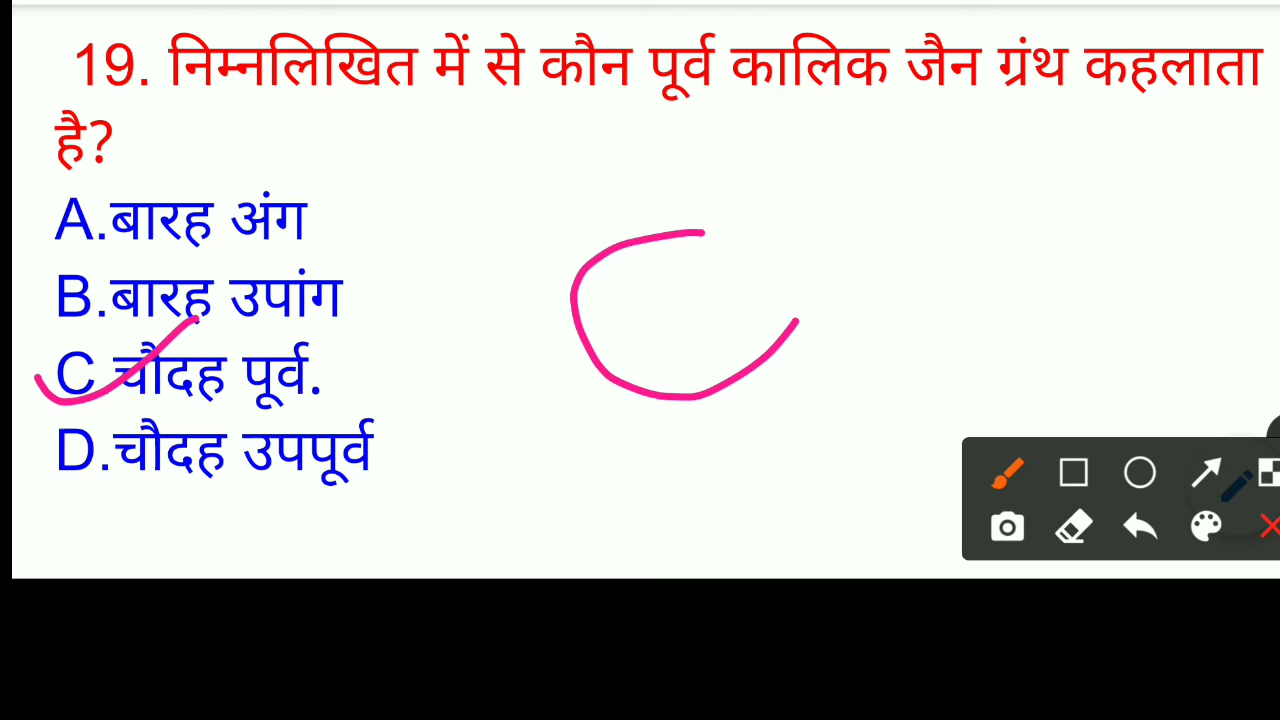 19. निम्नलिखित में से कौन पूर्व कालिक जैन ग्रंथ कहलाता
है?
A.बारह अंग
B.बारह उपांग
C चौदह पूर्व.
D.चौदह उपपूर्व
C